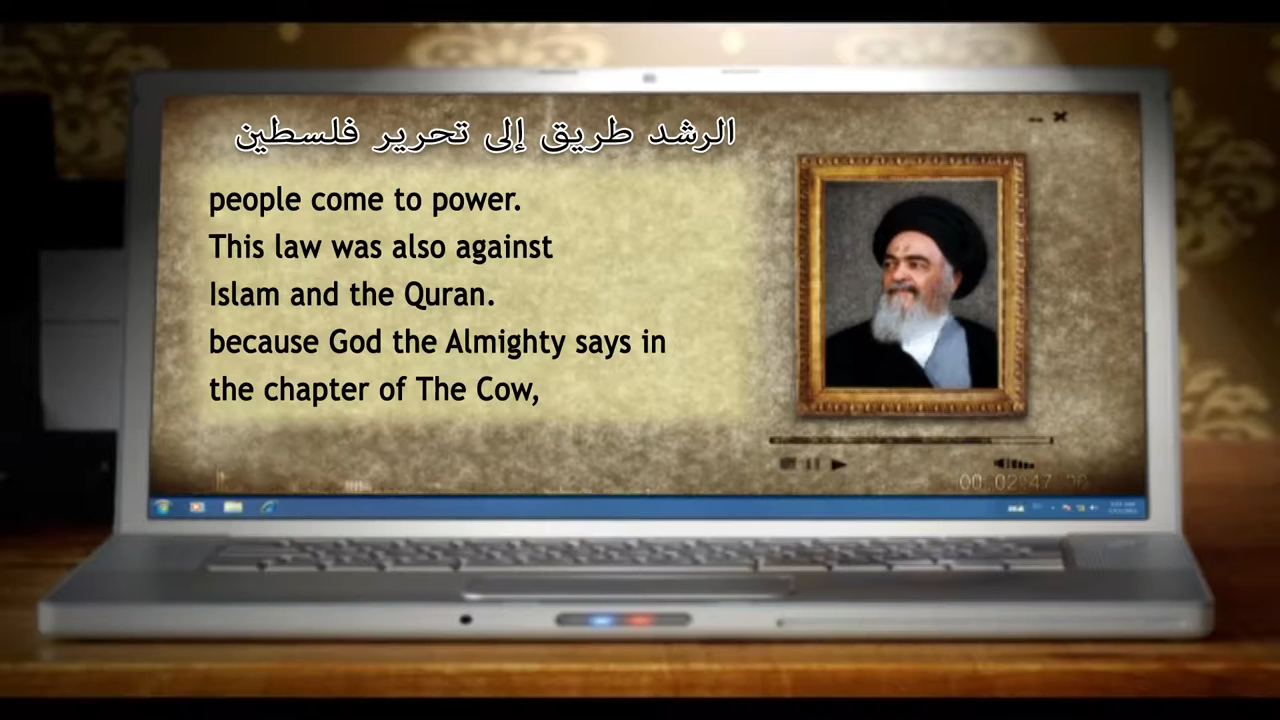 الرشد طريق إلى تحرير فلسطين
people come to power.
This law was also against
Islam and the Quran.
because God the Almighty says in
the chapter of The Cow,